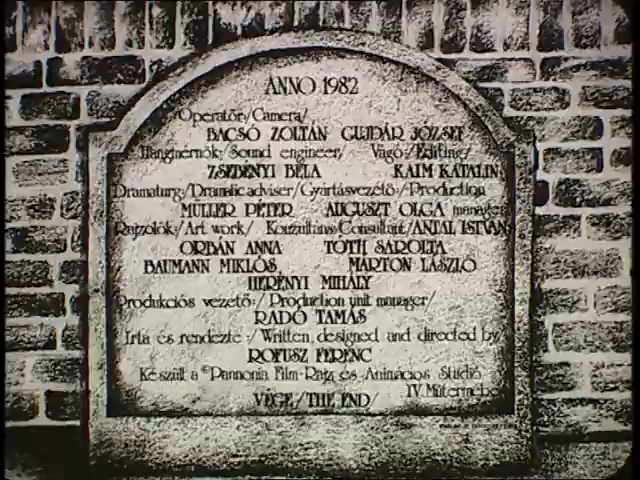 ANNO 1982
Operatőr/Camera/
BACSÓ ZOLTÁN GUJDÁR JÓZSEF
Hangmérnök/Sound engineer/ Vágó/Editing/
ZSEBÉNYI BÉLA KAIM KATALIN
Dramaturg/Dramatic adviser/Gyártásvezető/Production
MÜLLER PÉTER AUGUSZT OLGA manager
Rajzolók/Art work/ Konzultáns/Consultant/ANTAL ISTVÁN
ORBÁN ANNA TÓTH SAROLTA
BAUMANN MIKLÓS MÁRTON LÁSZLÓ
HERÉNYI MIHÁLY
Produkciós vezető:/Production unit manager/
RADÓ TAMÁS
Írta és rendezte:/Written, designed and directed by
ROFUSZ FERENC
Készült a ©Pannonia Film-Rajz és Animációs Stúdió
IV. Műtermében
VÉGE/THE END/